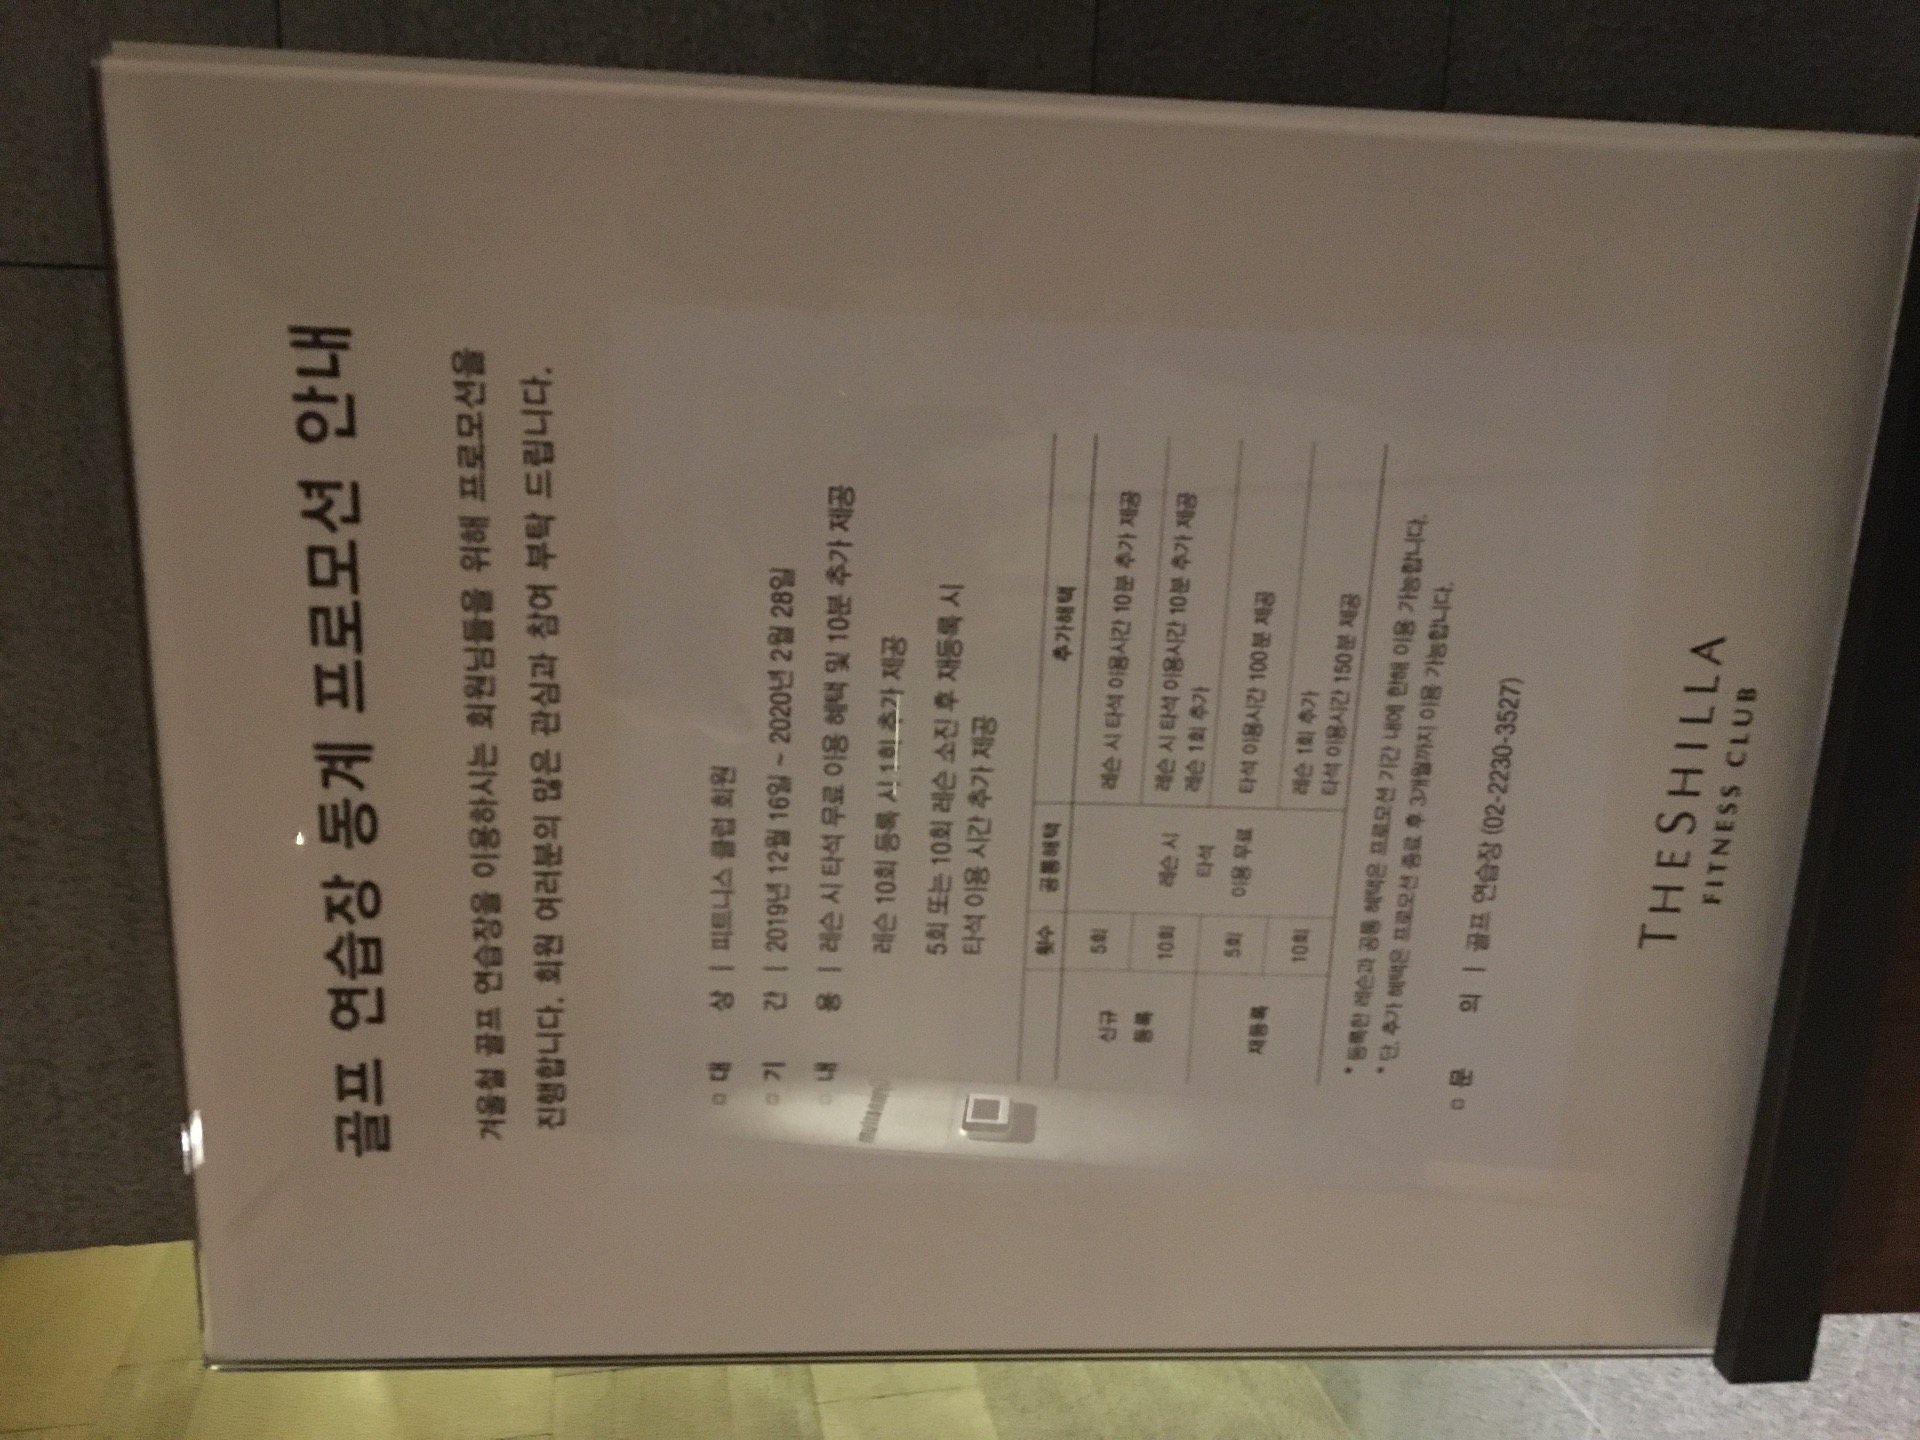 골프 연습장 동계 프로모션 안내
겨울철 골프 연습장을 이용하시는 회원님들을 위해 프로모션을
진행합니다. 회원 여러분의 많은 관심과 참여 부탁 드립니다.
▫ 대 상 | 피트니스 클럽 회원
▫ 기 간 | 2019년 12월 16일 ~ 2020년 2월 28일
▫ 내 용 | 레슨 시 타석 무료 이용 혜택 및 10분 추가 제공
레슨 10회 등록 시 1회 추가 제공
5회 또는 10회 레슨 소진 후 재등록 시
타석 이용 시간 추가 제공
횟수 공통혜택 추가혜택
신규 등록 5회 레슨 시 타석 이용 무료 레슨 시 타석 이용시간 10분 추가 제공
10회 레슨 시 타석 이용시간 10분 추가 제공
레슨 1회 추가
재등록 5회 타석 이용시간 100분 제공
10회 레슨 1회 추가
타석 이용시간 150분 제공
* 등록한 레슨과 공통 혜택은 프로모션 기간 내에 한해 이용 가능합니다.
* 단, 추가 혜택은 프로모션 종료 후 3개월까지 이용 가능합니다.
▫ 문 의 | 골프 연습장 (02-2230-3527)
THE SHILLA
FITNESS CLUB